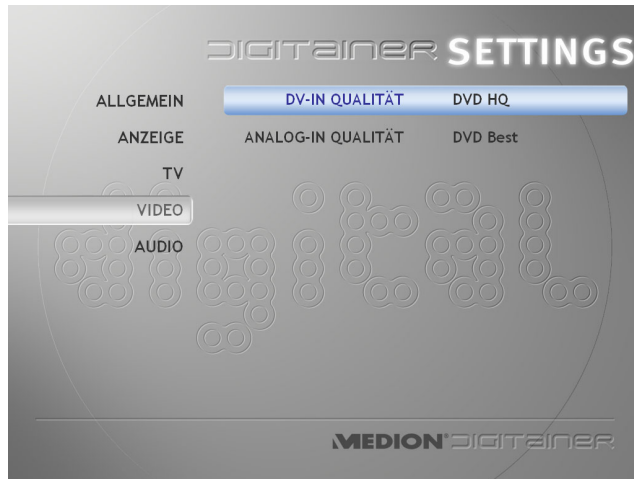 DIGITAINER SETTINGS
ALLGEMEIN
DV-IN QUALITÄT DVD HQ
ANZEIGE
ANALOG-IN QUALITÄT DVD Best
TV
VIDEO
AUDIO
digital
MEDION® DIGITAINER